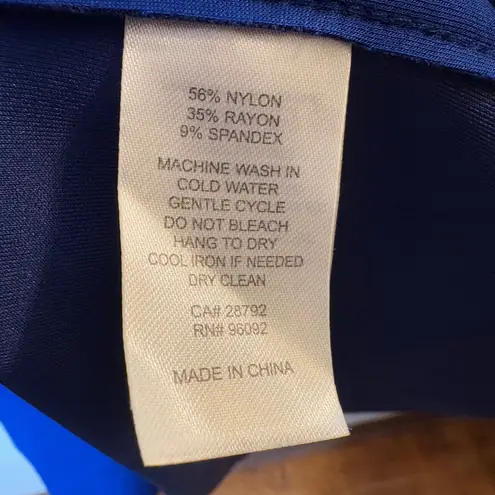 56% NYLON
35% RAYON
9% SPANDEX
MACHINE WASH IN
COLD WATER
GENTLE CYCLE
DO NOT BLEACH
HANG TO DRY
COOL IRON IF NEEDED
DRY CLEAN
CA# 28792
RN# 96092
MADE IN CHINA